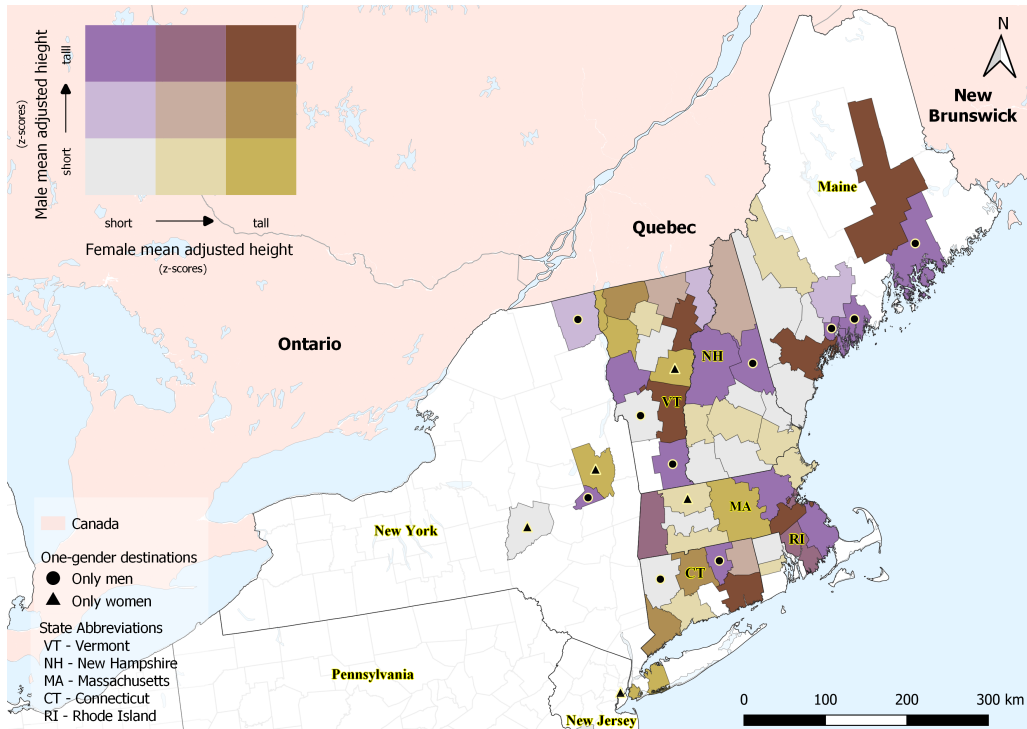 Male mean adjusted hieght
(z-scores)
short
talll
short
tall
Female mean adjusted height
(z-scores)
N
New
Brunswick
Maine
Quebec
Ontario
NH
VT
New York
MA
RI
CT
Pennsylvania
New Jersey
Canada
One-gender destinations
Only men
Only women
State Abbreviations
VT - Vermont
NH - New Hampshire
MA - Massachusetts
CT - Connecticut
RI - Rhode Island
0
100
200
300 km